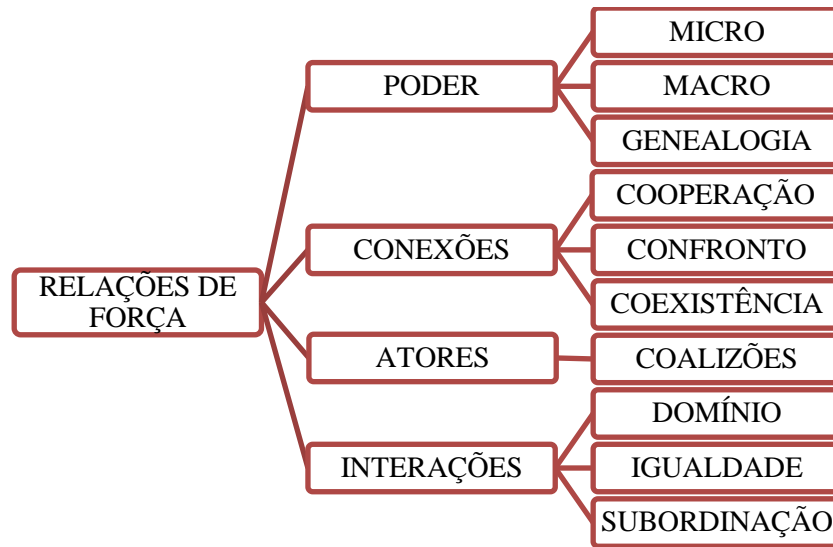 RELAÇÕES DE
FORÇA
PODER
MICRO
MACRO
GENEALOGIA
CONEXÕES
COOPERAÇÃO
CONFRONTO
COEXISTÊNCIA
ATORES
COALIZÕES
INTERAÇÕES
DOMÍNIO
IGUALDADE
SUBORDINAÇÃO